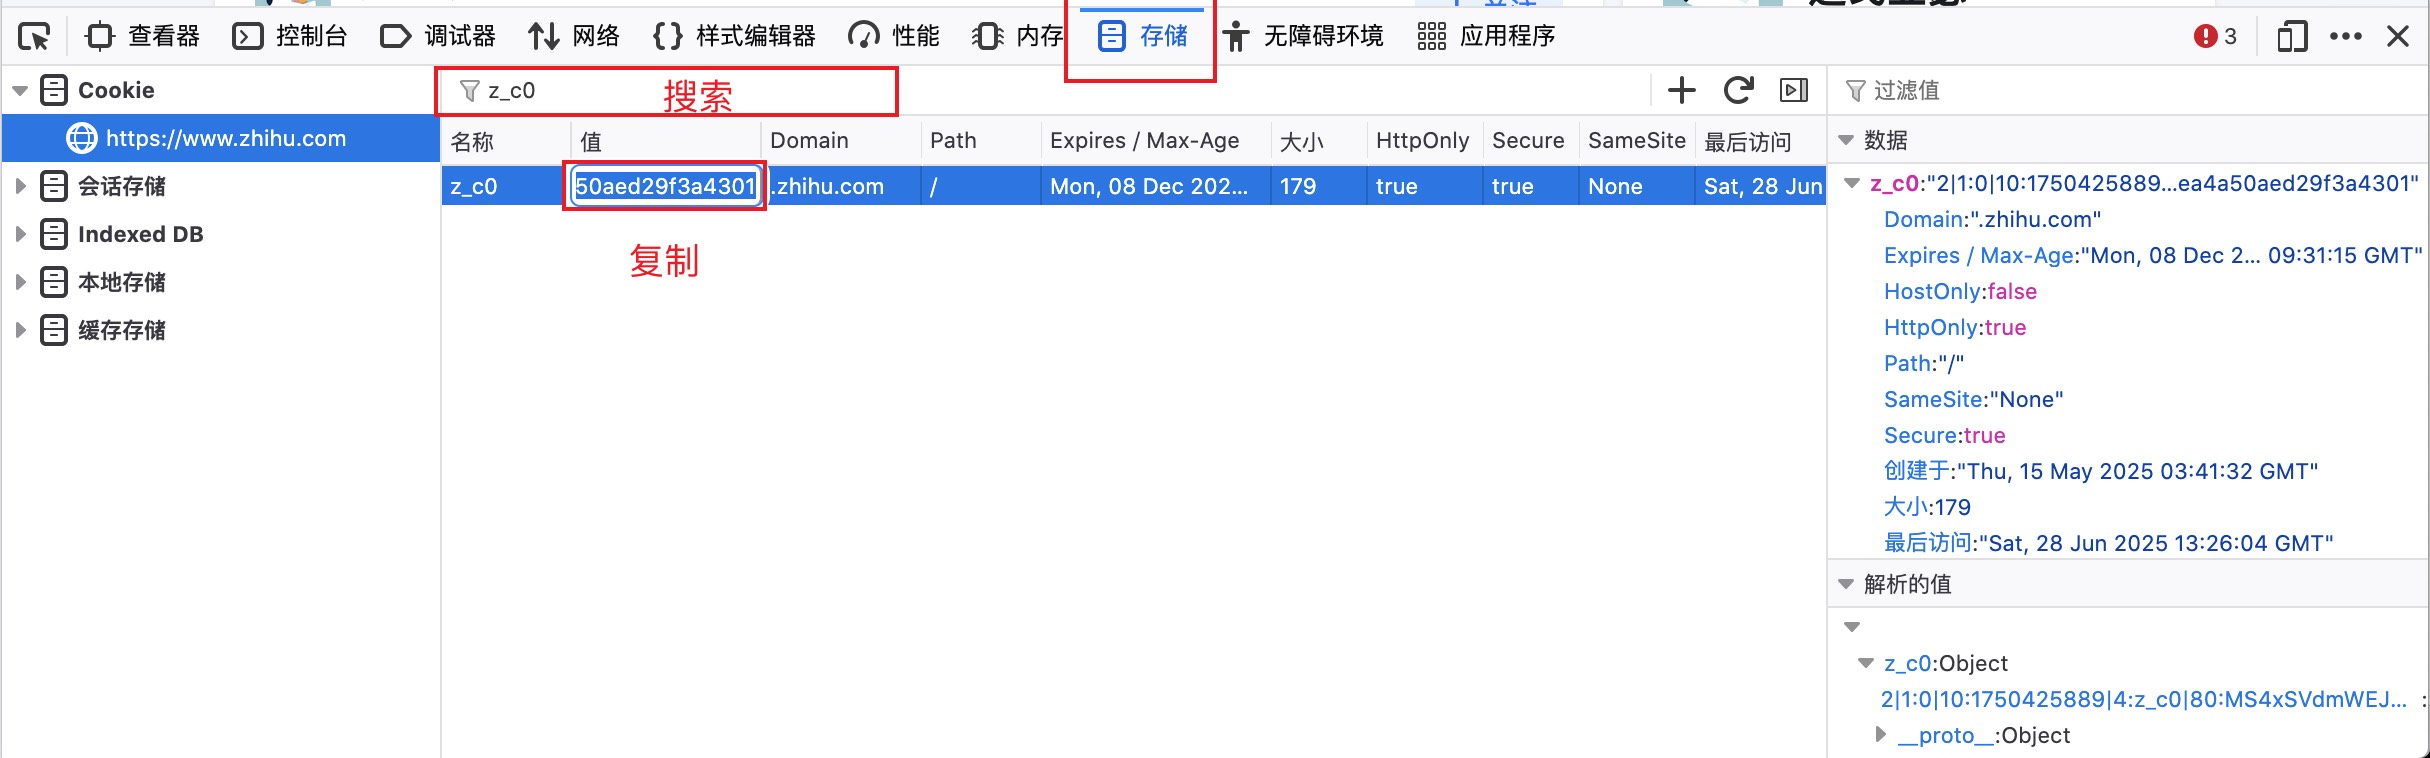 查看器 控制台 调试器 网络 {} 样式编辑器 性能 内存 存储 无障碍环境 应用程序 3
Cookie
https://www.zhihu.com
会话存储
Indexed DB
本地存储
缓存存储
z_c0 搜索
名称 值 Domain Path Expires / Max-Age 大小 HttpOnly Secure SameSite 最后访问
z_c0 50aed29f3a4301 .zhihu.com / Mon, 08 Dec 202... 179 true true None Sat, 28 Jun
复制
过滤值
数据
z_c0:"2|1:0|10:1750425889...ea4a50aed29f3a4301"
Domain:".zhihu.com"
Expires / Max-Age:"Mon, 08 Dec 2... 09:31:15 GMT"
HostOnly:false
HttpOnly:true
Path:"/"
SameSite:"None"
Secure:true
创建于:"Thu, 15 May 2025 03:41:32 GMT"
大小:179
最后访问:"Sat, 28 Jun 2025 13:26:04 GMT"
解析的值
z_c0:Object
2|1:0|10:1750425889|4:z_c0|80:MS4xSVdmWEJ... :
__proto__:Object